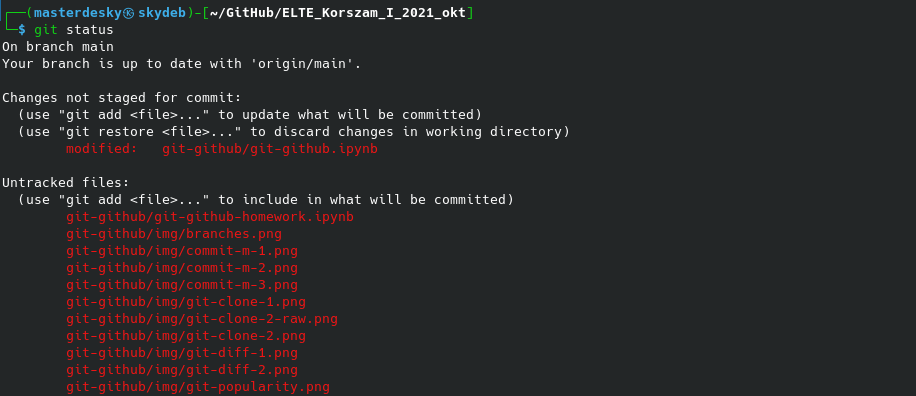 ┌──(masterdesky㉿skydeb)-[~/GitHub/ELTE_Korszam_I_2021_okt]
└─$ git status
On branch main
Your branch is up to date with 'origin/main'.

Changes not staged for commit:
  (use "git add <file>..." to update what will be committed)
  (use "git restore <file>..." to discard changes in working directory)
        modified:   git-github/git-github.ipynb

Untracked files:
  (use "git add <file>..." to include in what will be committed)
        git-github/git-github-homework.ipynb
        git-github/img/branches.png
        git-github/img/commit-m-1.png
        git-github/img/commit-m-2.png
        git-github/img/commit-m-3.png
        git-github/img/git-clone-1.png
        git-github/img/git-clone-2-raw.png
        git-github/img/git-clone-2.png
        git-github/img/git-diff-1.png
        git-github/img/git-diff-2.png
        git-github/img/git-popularity.png